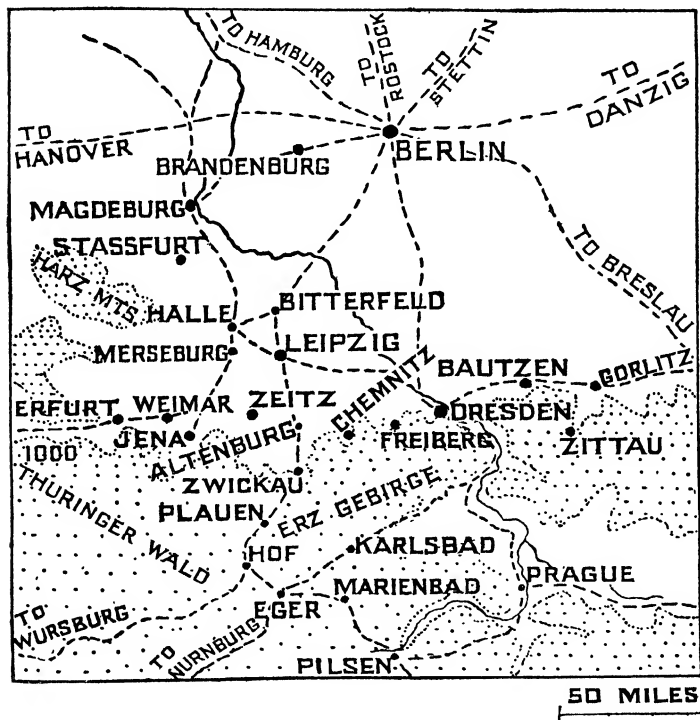 TO HAMBURG
TO ROSTOCK
TO STETTIN
TO DANZIG
TO HANOVER
BRANDENBURG
BERLIN
MAGDEBURG
STASSFURT
TO BRESLAU
HARZ MTS.
HALLE
BITTERFELD
MERSEBURG
LEIPZIG
CHEMNITZ
BAUTZEN
GORLITZ
ERFURT
WEIMAR
ZEITZ
DRESDEN
1000
JENA
ALTENBURG
FREIBERG
ZITTAU
THURINGER WALD
ZWICKAU
ERZ GEBIRGE
PLAUEN
HOF
KARLSBAD
PRAGUE
MARIENBAD
EGER
TO WURSBURG
TO NURNBURG
PILSEN
50 MILES